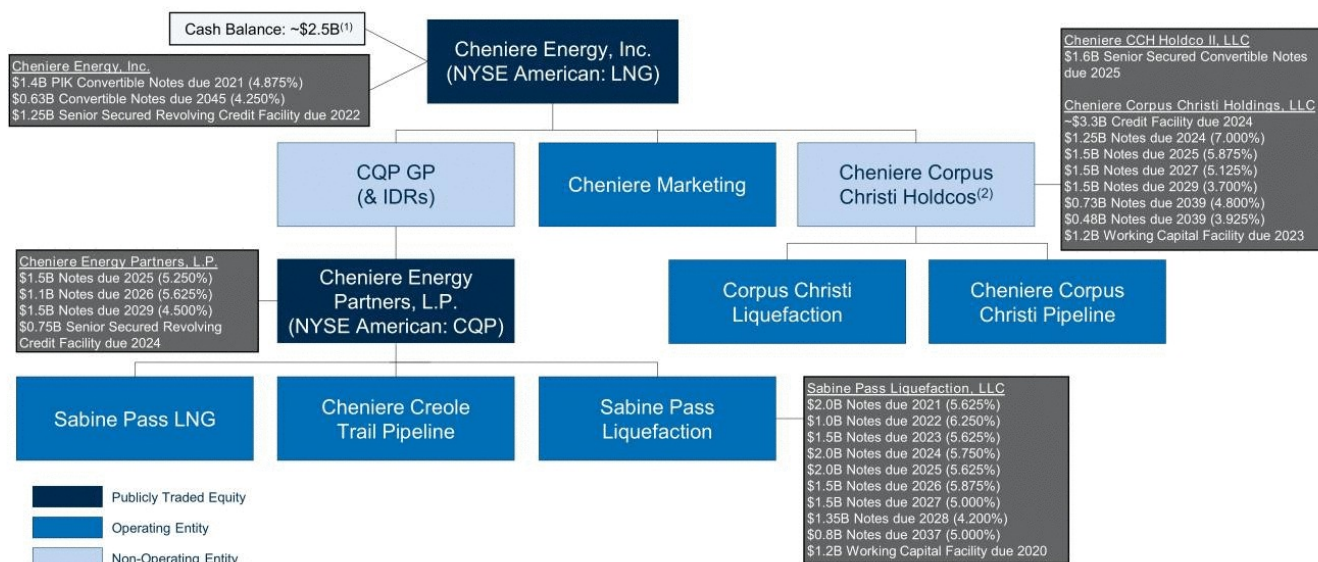 Cash Balance: ~$2.5B(1)
Cheniere Energy, Inc.
(NYSE American: LNG)
Cheniere Energy, Inc.
$1.4B PIK Convertible Notes due 2021 (4.875%)
$0.63B Convertible Notes due 2045 (4.250%)
$1.25B Senior Secured Revolving Credit Facility due 2022
Cheniere CCH Holdco II, LLC
$1.6B Senior Secured Convertible Notes
due 2025
Cheniere Corpus Christi Holdings, LLC
~$3.3B Credit Facility due 2024
$1.25B Notes due 2024 (7.000%)
$1.5B Notes due 2025 (5.875%)
$1.5B Notes due 2027 (5.125%)
$1.5B Notes due 2029 (3.700%)
$0.73B Notes due 2039 (4.800%)
$0.48B Notes due 2039 (3.925%)
$1.2B Working Capital Facility due 2023
CQP GP
(& IDRs)
Cheniere Marketing
Cheniere Corpus
Christi Holdcos(2)
Cheniere Energy Partners, L.P.
$1.5B Notes due 2025 (5.250%)
$1.1B Notes due 2026 (5.625%)
$1.5B Notes due 2029 (4.500%)
$0.75B Senior Secured Revolving
Credit Facility due 2024
Cheniere Energy
Partners, L.P.
(NYSE American: CQP)
Corpus Christi
Liquefaction
Cheniere Corpus
Christi Pipeline
Sabine Pass LNG
Cheniere Creole
Trail Pipeline
Sabine Pass
Liquefaction
Sabine Pass Liquefaction, LLC
$2.0B Notes due 2021 (5.625%)
$1.0B Notes due 2022 (6.250%)
$1.5B Notes due 2023 (5.625%)
$2.0B Notes due 2024 (5.750%)
$2.0B Notes due 2025 (5.625%)
$1.5B Notes due 2026 (5.875%)
$1.5B Notes due 2027 (5.000%)
$1.35B Notes due 2028 (4.200%)
$0.8B Notes due 2037 (5.000%)
$1.2B Working Capital Facility due 2020
Publicly Traded Equity
Operating Entity
Non-Operating Entity